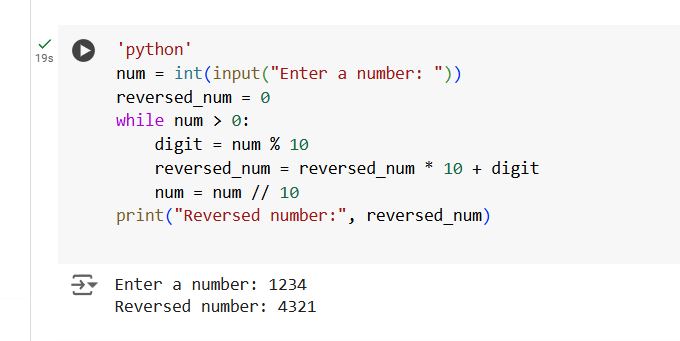 19s
'python'
num = int(input("Enter a number: "))
reversed_num = 0
while num > 0:
    digit = num % 10
    reversed_num = reversed_num * 10 + digit
    num = num // 10
print("Reversed number:", reversed_num)
Enter a number: 1234
Reversed number: 4321